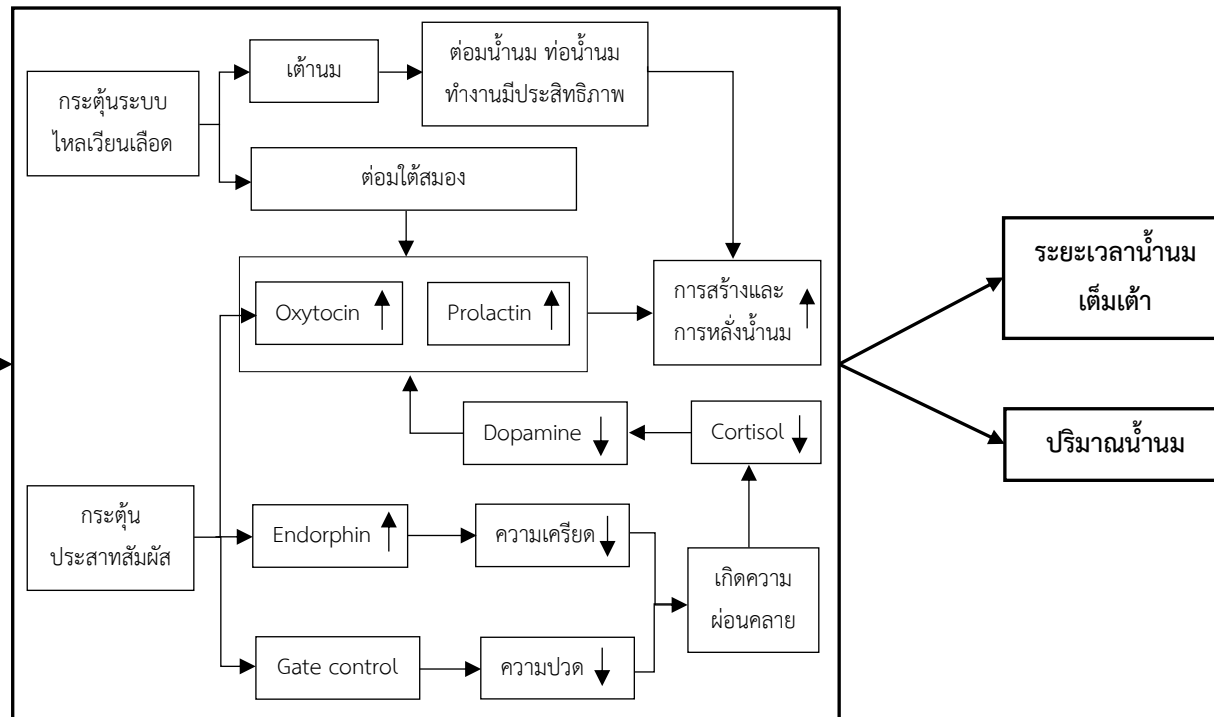 กระตุ้นระบบ
ไหลเวียนเลือด
เต้านม
ต่อมน้ำนม ท่อน้ำนม
ทำงานมีประสิทธิภาพ
ต่อมใต้สมอง
Oxytocin
Prolactin
การสร้างและ
การหลั่งน้ำนม
Dopamine
Cortisol
กระตุ้น
ประสาทสัมผัส
Endorphin
ความเครียด
Gate control
ความปวด
เกิดความ
ผ่อนคลาย
ระยะเวลาน้ำนม
เต็มเต้า
ปริมาณน้ำนม